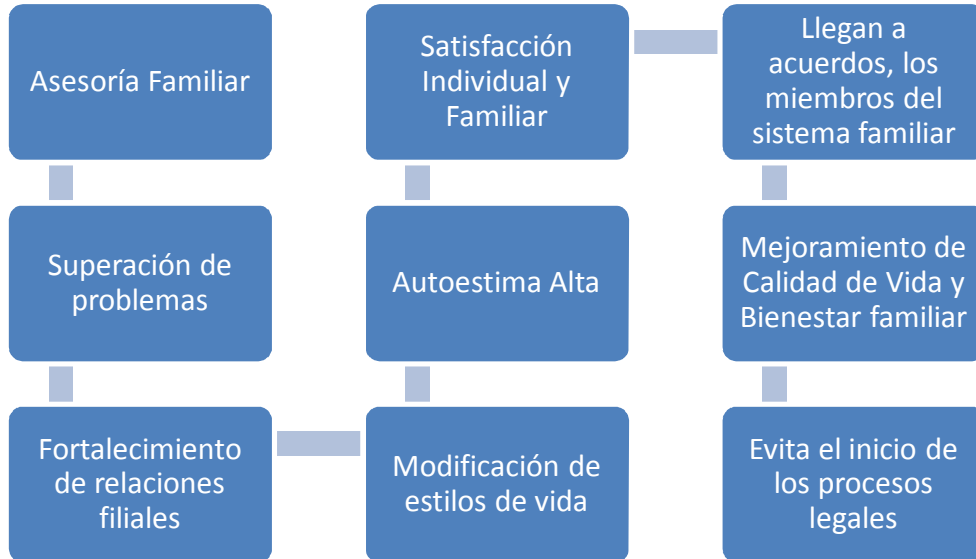 Asesoría Familiar
Superación de
problemas
Fortalecimiento
de relaciones
filiales
Modificación de
estilos de vida
Autoestima Alta
Satisfacción
Individual y
Familiar
Llegan a
acuerdos, los
miembros del
sistema familiar
Mejoramiento de
Calidad de Vida y
Bienestar familiar
Evita el inicio de
los procesos
legales